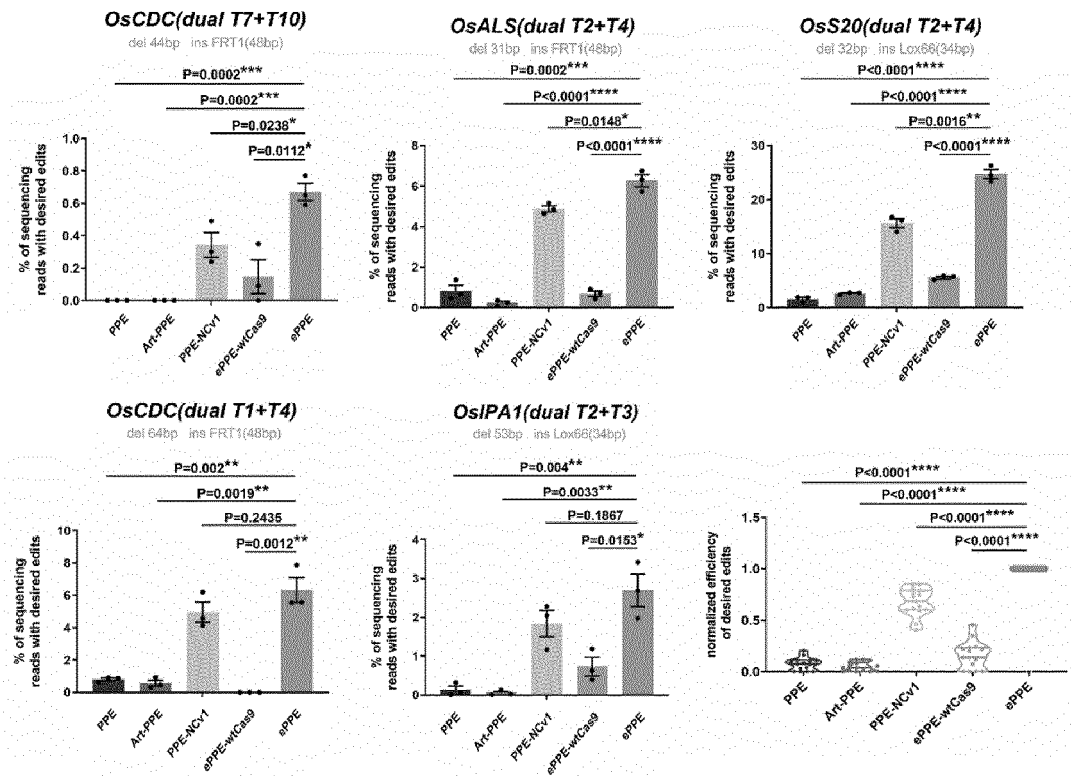 OsCDC(dual T7+T10)
del 44bp ins FRT1(48bp)
P=0.0002***
P=0.0002***
P=0.0238*
P=0.0112*
% of sequencing
reads with desired edits
1.0
0.8
0.6
0.4
0.2
0.0
PPE
Art-PPE
PPE-NCv1
ePPE-wtCas9
ePPE
OsALS(dual T2+T4)
del 31bp ins FRT1(48bp)
P=0.0002***
P<0.0001****
P=0.0148*
P<0.0001****
% of sequencing
reads with desired edits
8
6
4
2
0
PPE
Art-PPE
PPE-NCv1
ePPE-wtCas9
ePPE
OsS20(dual T2+T4)
del 32bp ins Lox66(34bp)
P<0.0001****
P<0.0001****
P=0.0016**
P<0.0001****
% of sequencing
reads with desired edits
30
20
10
0
PPE
Art-PPE
PPE-NCv1
ePPE-wtCas9
ePPE
OsCDC(dual T1+T4)
del 64bp ins FRT1(48bp)
P=0.002**
P=0.0019**
P=0.2435
P=0.0012**
% of sequencing
reads with desired edits
10
8
6
4
2
0
PPE
Art-PPE
PPE-NCv1
ePPE-wtCas9
ePPE
OsIPA1(dual T2+T3)
del 53bp ins Lox66(34bp)
P=0.004**
P=0.0033**
P=0.1867
P=0.0153*
% of sequencing
reads with desired edits
4
3
2
1
0
PPE
Art-PPE
PPE-NCv1
ePPE-wtCas9
ePPE
P<0.0001****
P<0.0001****
P<0.0001****
P<0.0001****
normalized efficiency
of desired edits
1.5
1.0
0.5
0.0
PPE
Art-PPE
PPE-NCv1
ePPE-wtCas9
ePPE